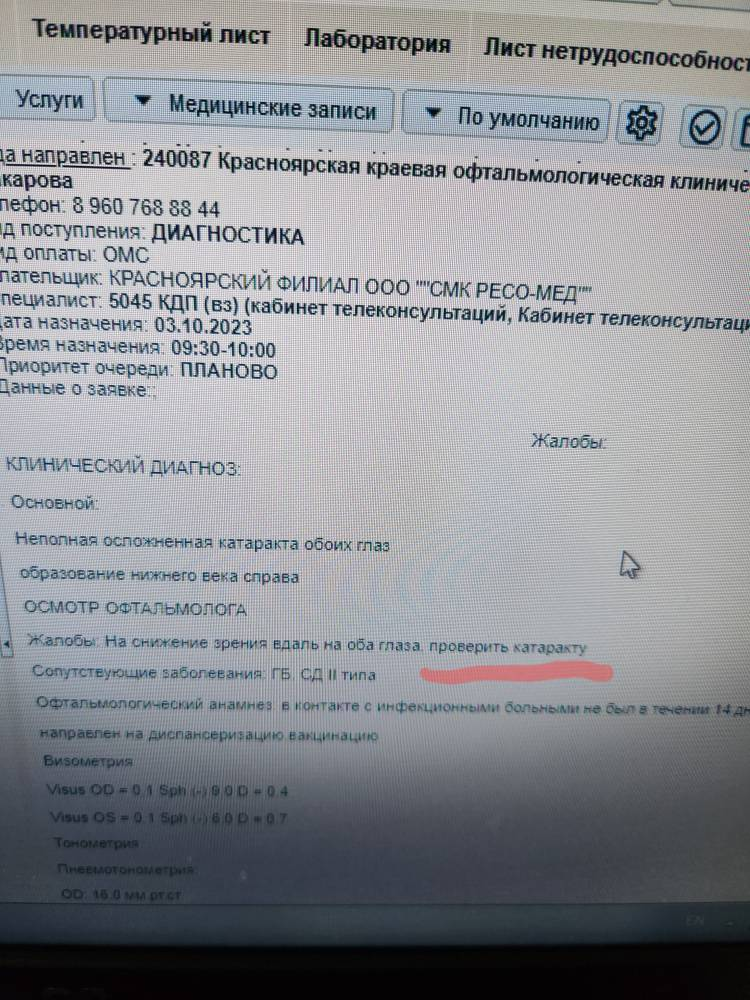 Температурный лист Лаборатория Лист нетрудоспособност
Услуги Медицинские записи По умолчанию
да направлен : 240087 Красноярская краевая офтальмологическая клиниче
карова
лефон: 8 960 768 88 44
ид поступления: ДИАГНОСТИКА
ид оплаты: ОМС
лательщик: КРАСНОЯРСКИЙ ФИЛИАЛ ООО ""СМК РЕСО-МЕД""
пециалист: 5045 КДП (вз) (кабинет телеконсультаций, Кабинет телеконсультаци
Дата назначения: 03.10.2023
Время назначения: 09:30-10:00
Приоритет очереди: ПЛАНОВО
Данные о заявке:;
Жалобы:
КЛИНИЧЕСКИЙ ДИАГНОЗ:
Основной:
Неполная осложненная катаракта обоих глаз
образование нижнего века справа
ОСМОТР ОФТАЛЬМОЛОГА
Жалобы: На снижение зрения вдаль на оба глаза, проверить катаракту
Сопутствующие заболевания: ГБ, СД II типа
Офтальмологический анамнез: в контакте с инфекционными больными не был в течении 14 дн
направлен на диспансеризацию вакцинацию
Визометрия
Visus OD = 0.1 Sph (-) 9.0 D = 0.4
Visus OS = 0.1 Sph (-) 6.0 D = 0.7
Тонометрия
Пневмотонометрия:
OD: 16.0 мм рт.ст
EN